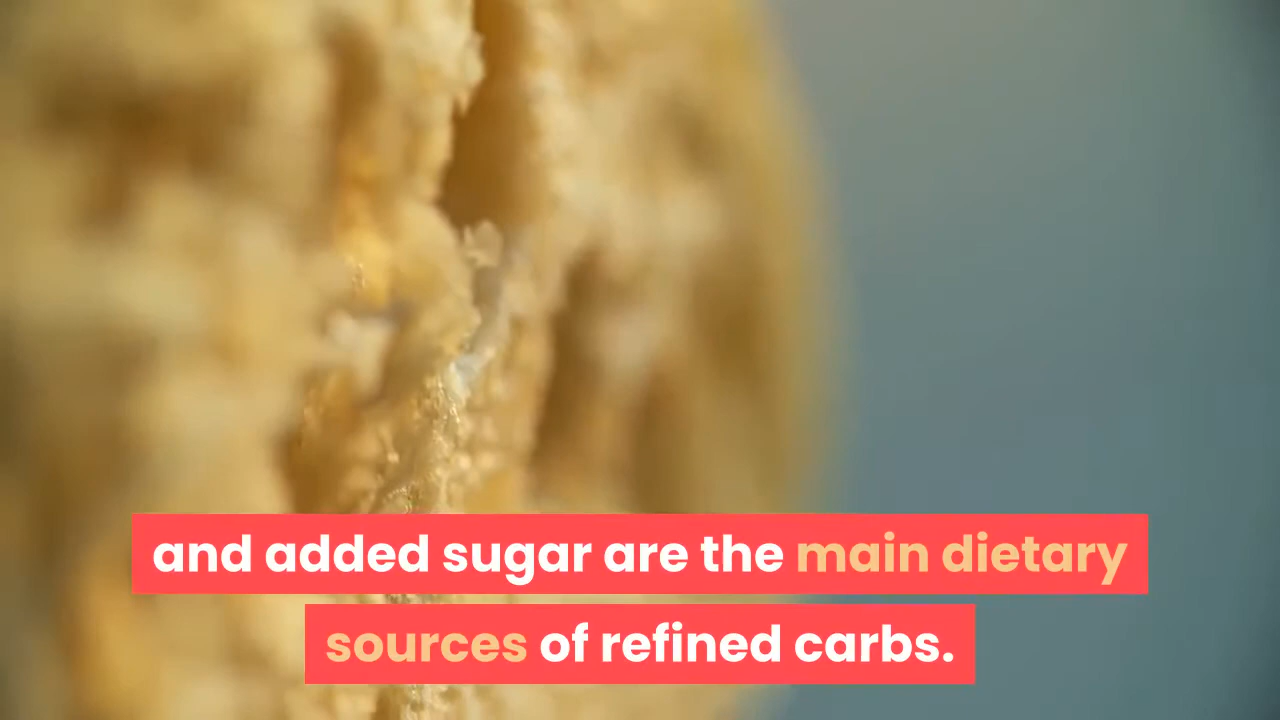 and added sugar are the main dietary
sources of refined carbs.